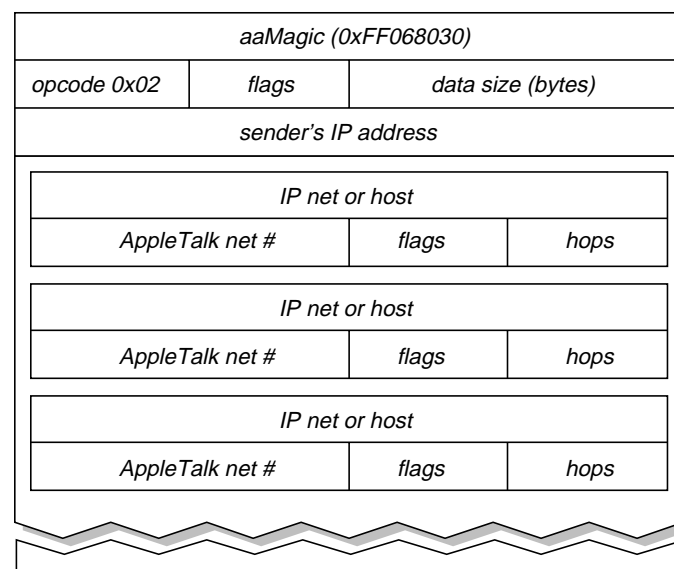 aaMagic (0xFF068030)
opcode 0x02 flags data size (bytes)
sender's IP address
IP net or host
AppleTalk net # flags hops
IP net or host
AppleTalk net # flags hops
IP net or host
AppleTalk net # flags hops